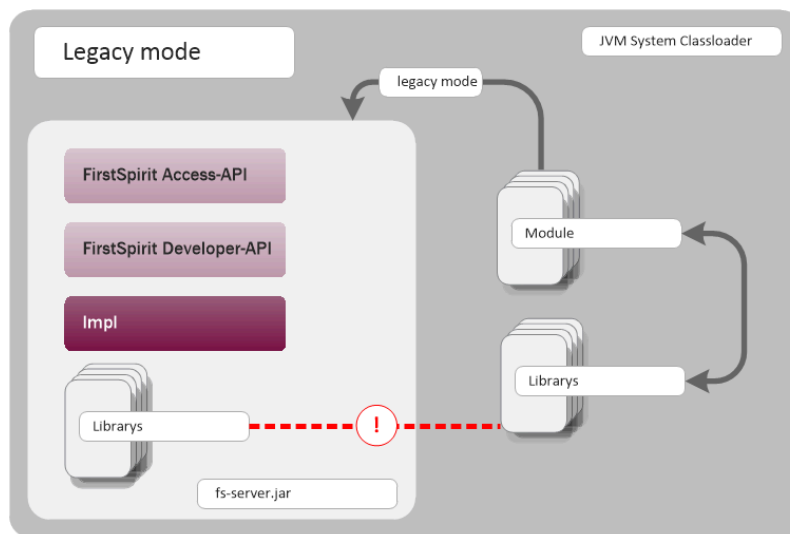 Legacy mode
JVM System Classloader
legacy mode
FirstSpirit Access-API
FirstSpirit Developer-API
Module
Impl
Librarys
Librarys
!
fs-server.jar